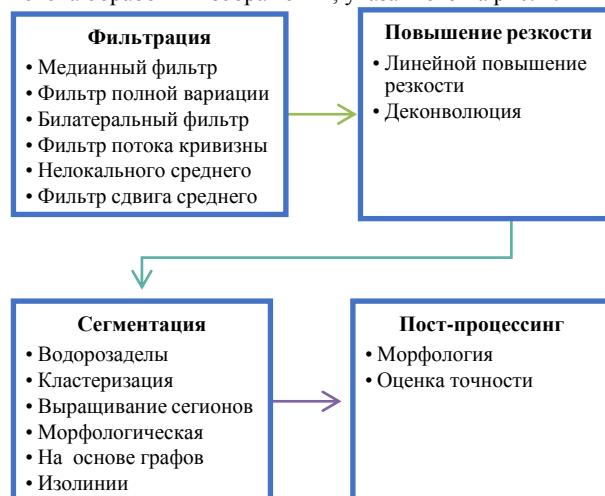 Фильтрация
• Медианный фильтр
• Фильтр полной вариации
• Билатеральный фильтр
• Фильтр потока кривизны
• Нелокального среднего
• Фильтр сдвига среднего
Повышение резкости
• Линейной повышение
резкости
• Деконволюция
Сегментация
• Водорозаделы
• Кластеризация
• Выращивание сегионов
• Морфологическая
• На основе графов
• Изолинии
Пост-процессинг
• Морфология
• Оценка точности